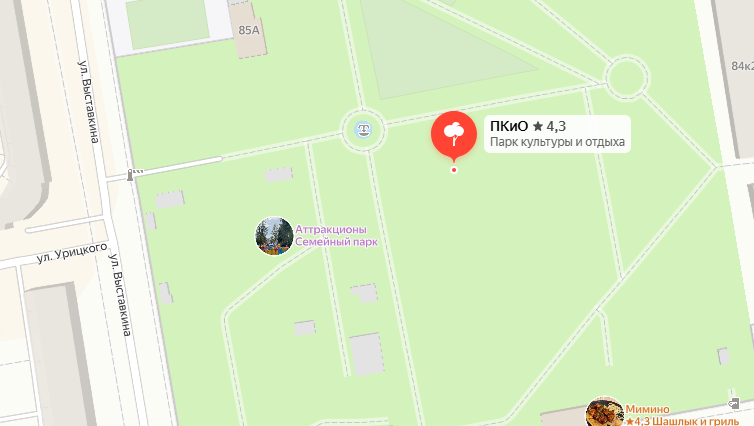 85А
ул. Выставкина
84к2
ПКиО ★ 4,3
Парк культуры и отдыха
Аттракционы
Семейный парк
ул. Урицкого
ул. Выставкина
Мимино
★4,3 Шашлык и гриль